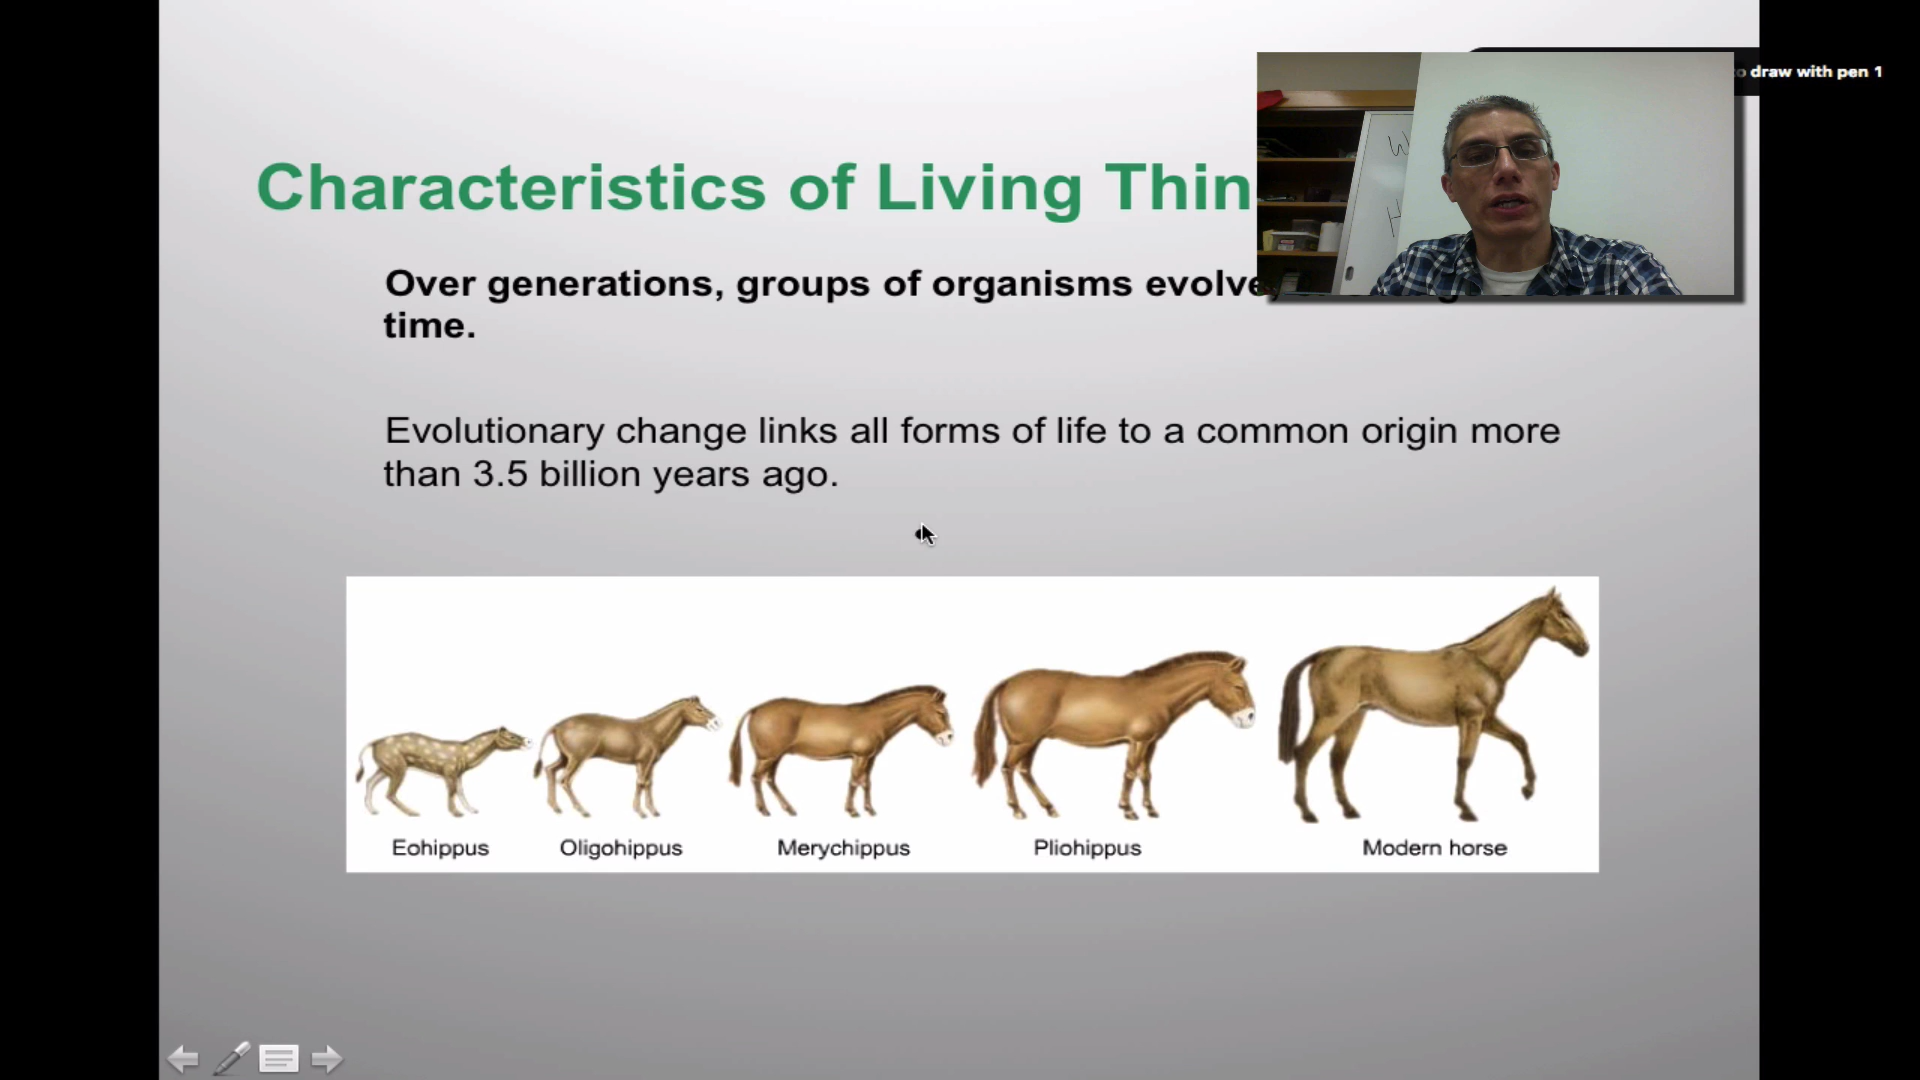 to draw with pen 1
Characteristics of Living Thin
Over generations, groups of organisms evolve,
time.
Evolutionary change links all forms of life to a common origin more
than 3.5 billion years ago.
Eohippus Oligohippus Merychippus Pliohippus Modern horse
W
H